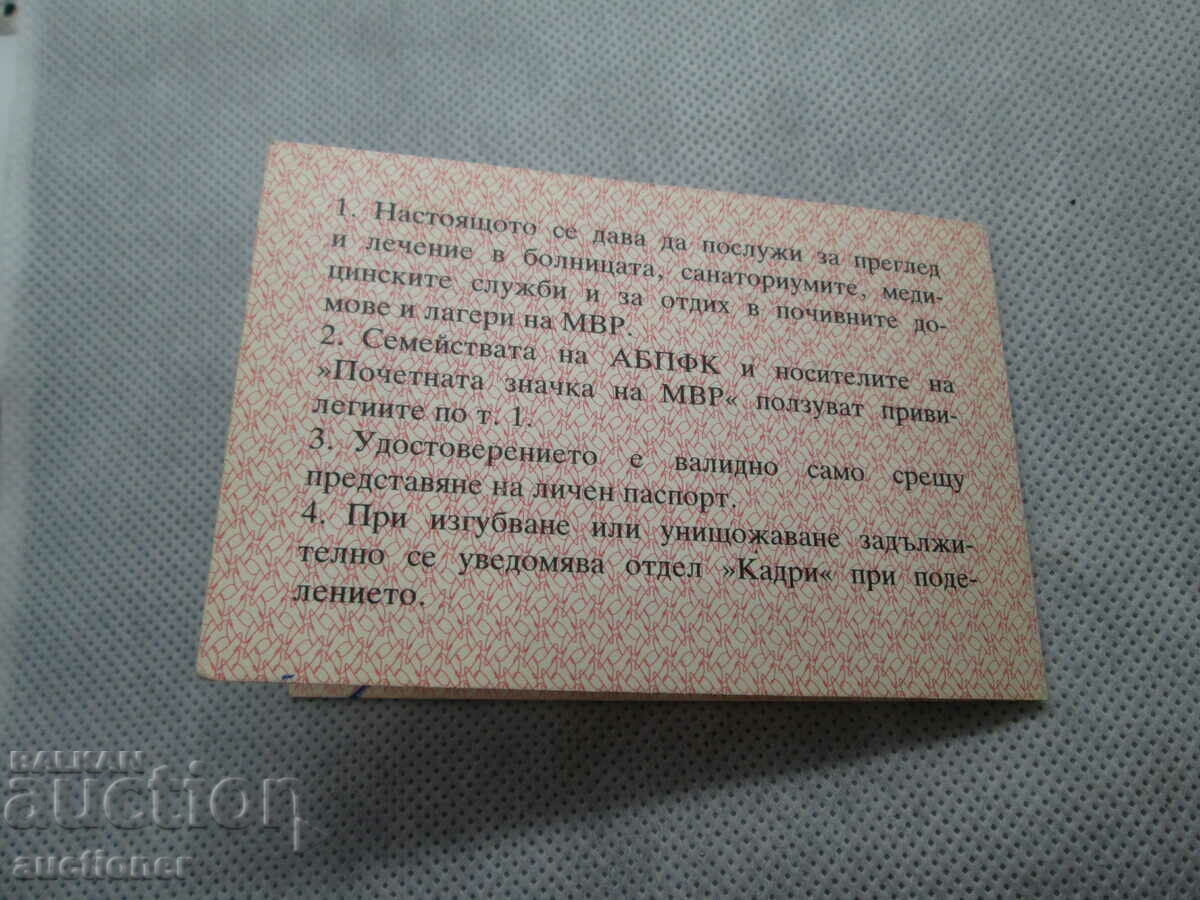 1. Настоящото се дава да послужи за преглед
и лечение в болницата, санаториумите, меди-
цинските служби и за отдих в почивните до-
мове и лагери на МВР.
2. Семействата на АБПФК и носителите на
»Почетната значка на МВР« ползуват приви-
легиите по т. 1.
3. Удостоверението е валидно само срещу
представяне на личен паспорт.
4. При изгубване или унищожаване задължи-
телно се уведомява отдел »Кадри« при поде-
лението.
BALKAN
auction
auctioner